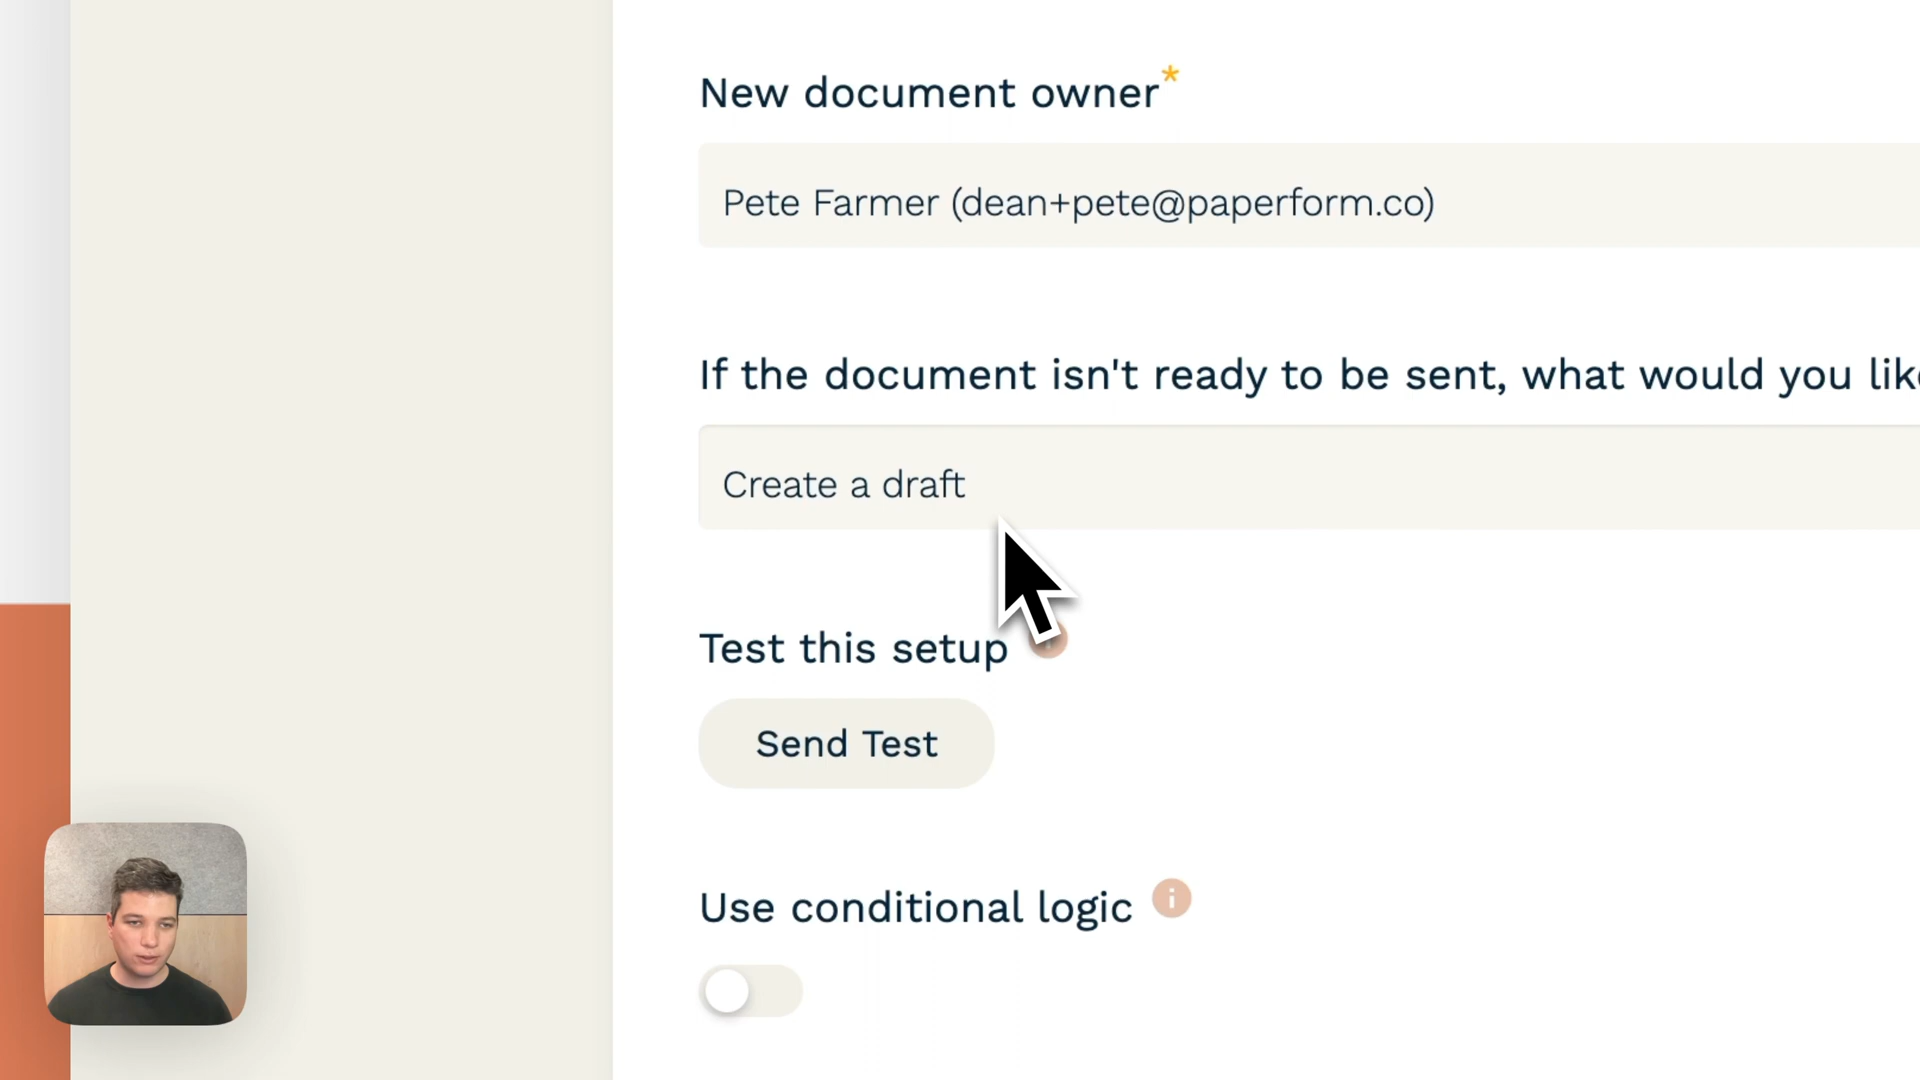 New document owner*
Pete Farmer (dean+pete@paperform.co)
If the document isn't ready to be sent, what would you
Create a draft
Test this setup
Send Test
Use conditional logic
i